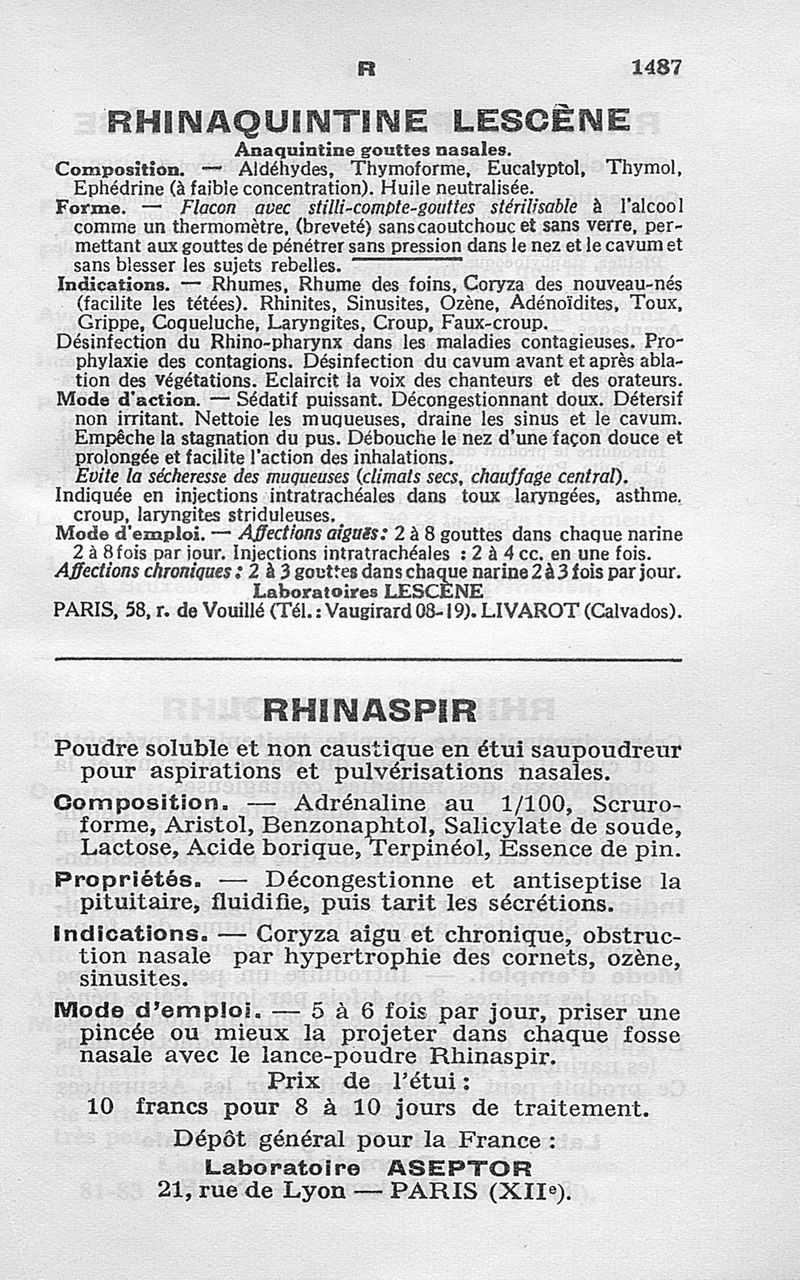 R 1487
RHINAQUINTINE LESCÈNE
Anaquintine gouttes nasales.
Composition. — Aldéhydes, Thymoforme, Eucalyptol, Thymol,
Ephédrine (à faible concentration). Huile neutralisée.
Forme. — Flacon avec stilli-compte-gouttes stérilisable à l'alcool
comme un thermomètre, (breveté) sans caoutchouc et sans verre, per-
mettant aux gouttes de pénétrer sans pression dans le nez et le cavum et
sans blesser les sujets rebelles.
Indications. — Rhumes, Rhume des foins, Coryza des nouveau-nés
(facilite les tétées). Rhinites, Sinusites, Ozène, Adénoïdites, Toux,
Grippe, Coqueluche, Laryngites, Croup, Faux-croup.
Désinfection du Rhino-pharynx dans les maladies contagieuses. Pro-
phylaxie des contagions. Désinfection du cavum avant et après abla-
tion des végétations. Eclaircit la voix des chanteurs et des orateurs.
Mode d'action. — Sédatif puissant. Décongestionnant doux. Détersif
non irritant. Nettoie les muqueuses, draine les sinus et le cavum.
Empêche la stagnation du pus. Débouche le nez d'une façon douce et
prolongée et facilite l'action des inhalations.
Evite la sécheresse des muqueuses (climats secs, chauffage central).
Indiquée en injections intratrachéales dans toux laryngées, asthme,
croup, laryngites striduleuses.
Mode d'emploi. — Affections aiguës : 2 à 8 gouttes dans chaque narine
2 à 8 fois par jour. Injections intratrachéales : 2 à 4 cc. en une fois.
Affections chroniques : 2 à 3 gouttes dans chaque narine 2 à 3 fois par jour.
Laboratoires LESCÈNE
PARIS, 58, r. de Vouillé (Tél. : Vaugirard 08-19). LIVAROT (Calvados).
RHINASPIR
Poudre soluble et non caustique en étui saupoudreur
pour aspirations et pulvérisations nasales.
Composition. — Adrénaline au 1/100, Scruro-
forme, Aristol, Benzonaphtol, Salicylate de soude,
Lactose, Acide borique, Terpinéol, Essence de pin.
Propriétés. — Décongestionne et antiseptise la
pituitaire, fluidifie, puis tarit les sécrétions.
Indications. — Coryza aigu et chronique, obstruc-
tion nasale par hypertrophie des cornets, ozène,
sinusites.
Mode d'emploi. — 5 à 6 fois par jour, priser une
pincée ou mieux la projeter dans chaque fosse
nasale avec le lance-poudre Rhinaspir.
Prix de l'étui :
10 francs pour 8 à 10 jours de traitement.
Dépôt général pour la France :
Laboratoire ASEPTOR
21, rue de Lyon — PARIS (XIIe).